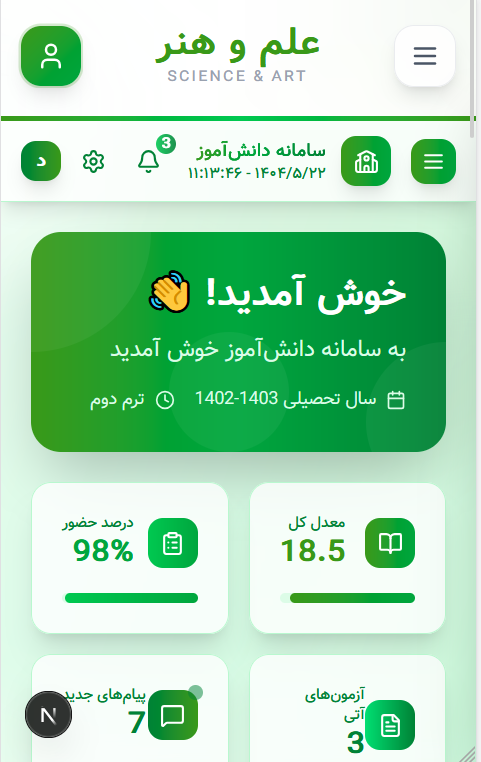 علم و هنر
SCIENCE & ART
سامانه دانش‌آموز
۱۴۰۴/۵/۲۲ - ۱۱:۱۳:۴۶
3
د
خوش آمدید! 👋
به سامانه دانش‌آموز خوش آمدید
سال تحصیلی 1403-1402
ترم دوم
معدل کل
18.5
درصد حضور
98%
آزمون‌های
آتی
3
پیام‌های جدید
7
N